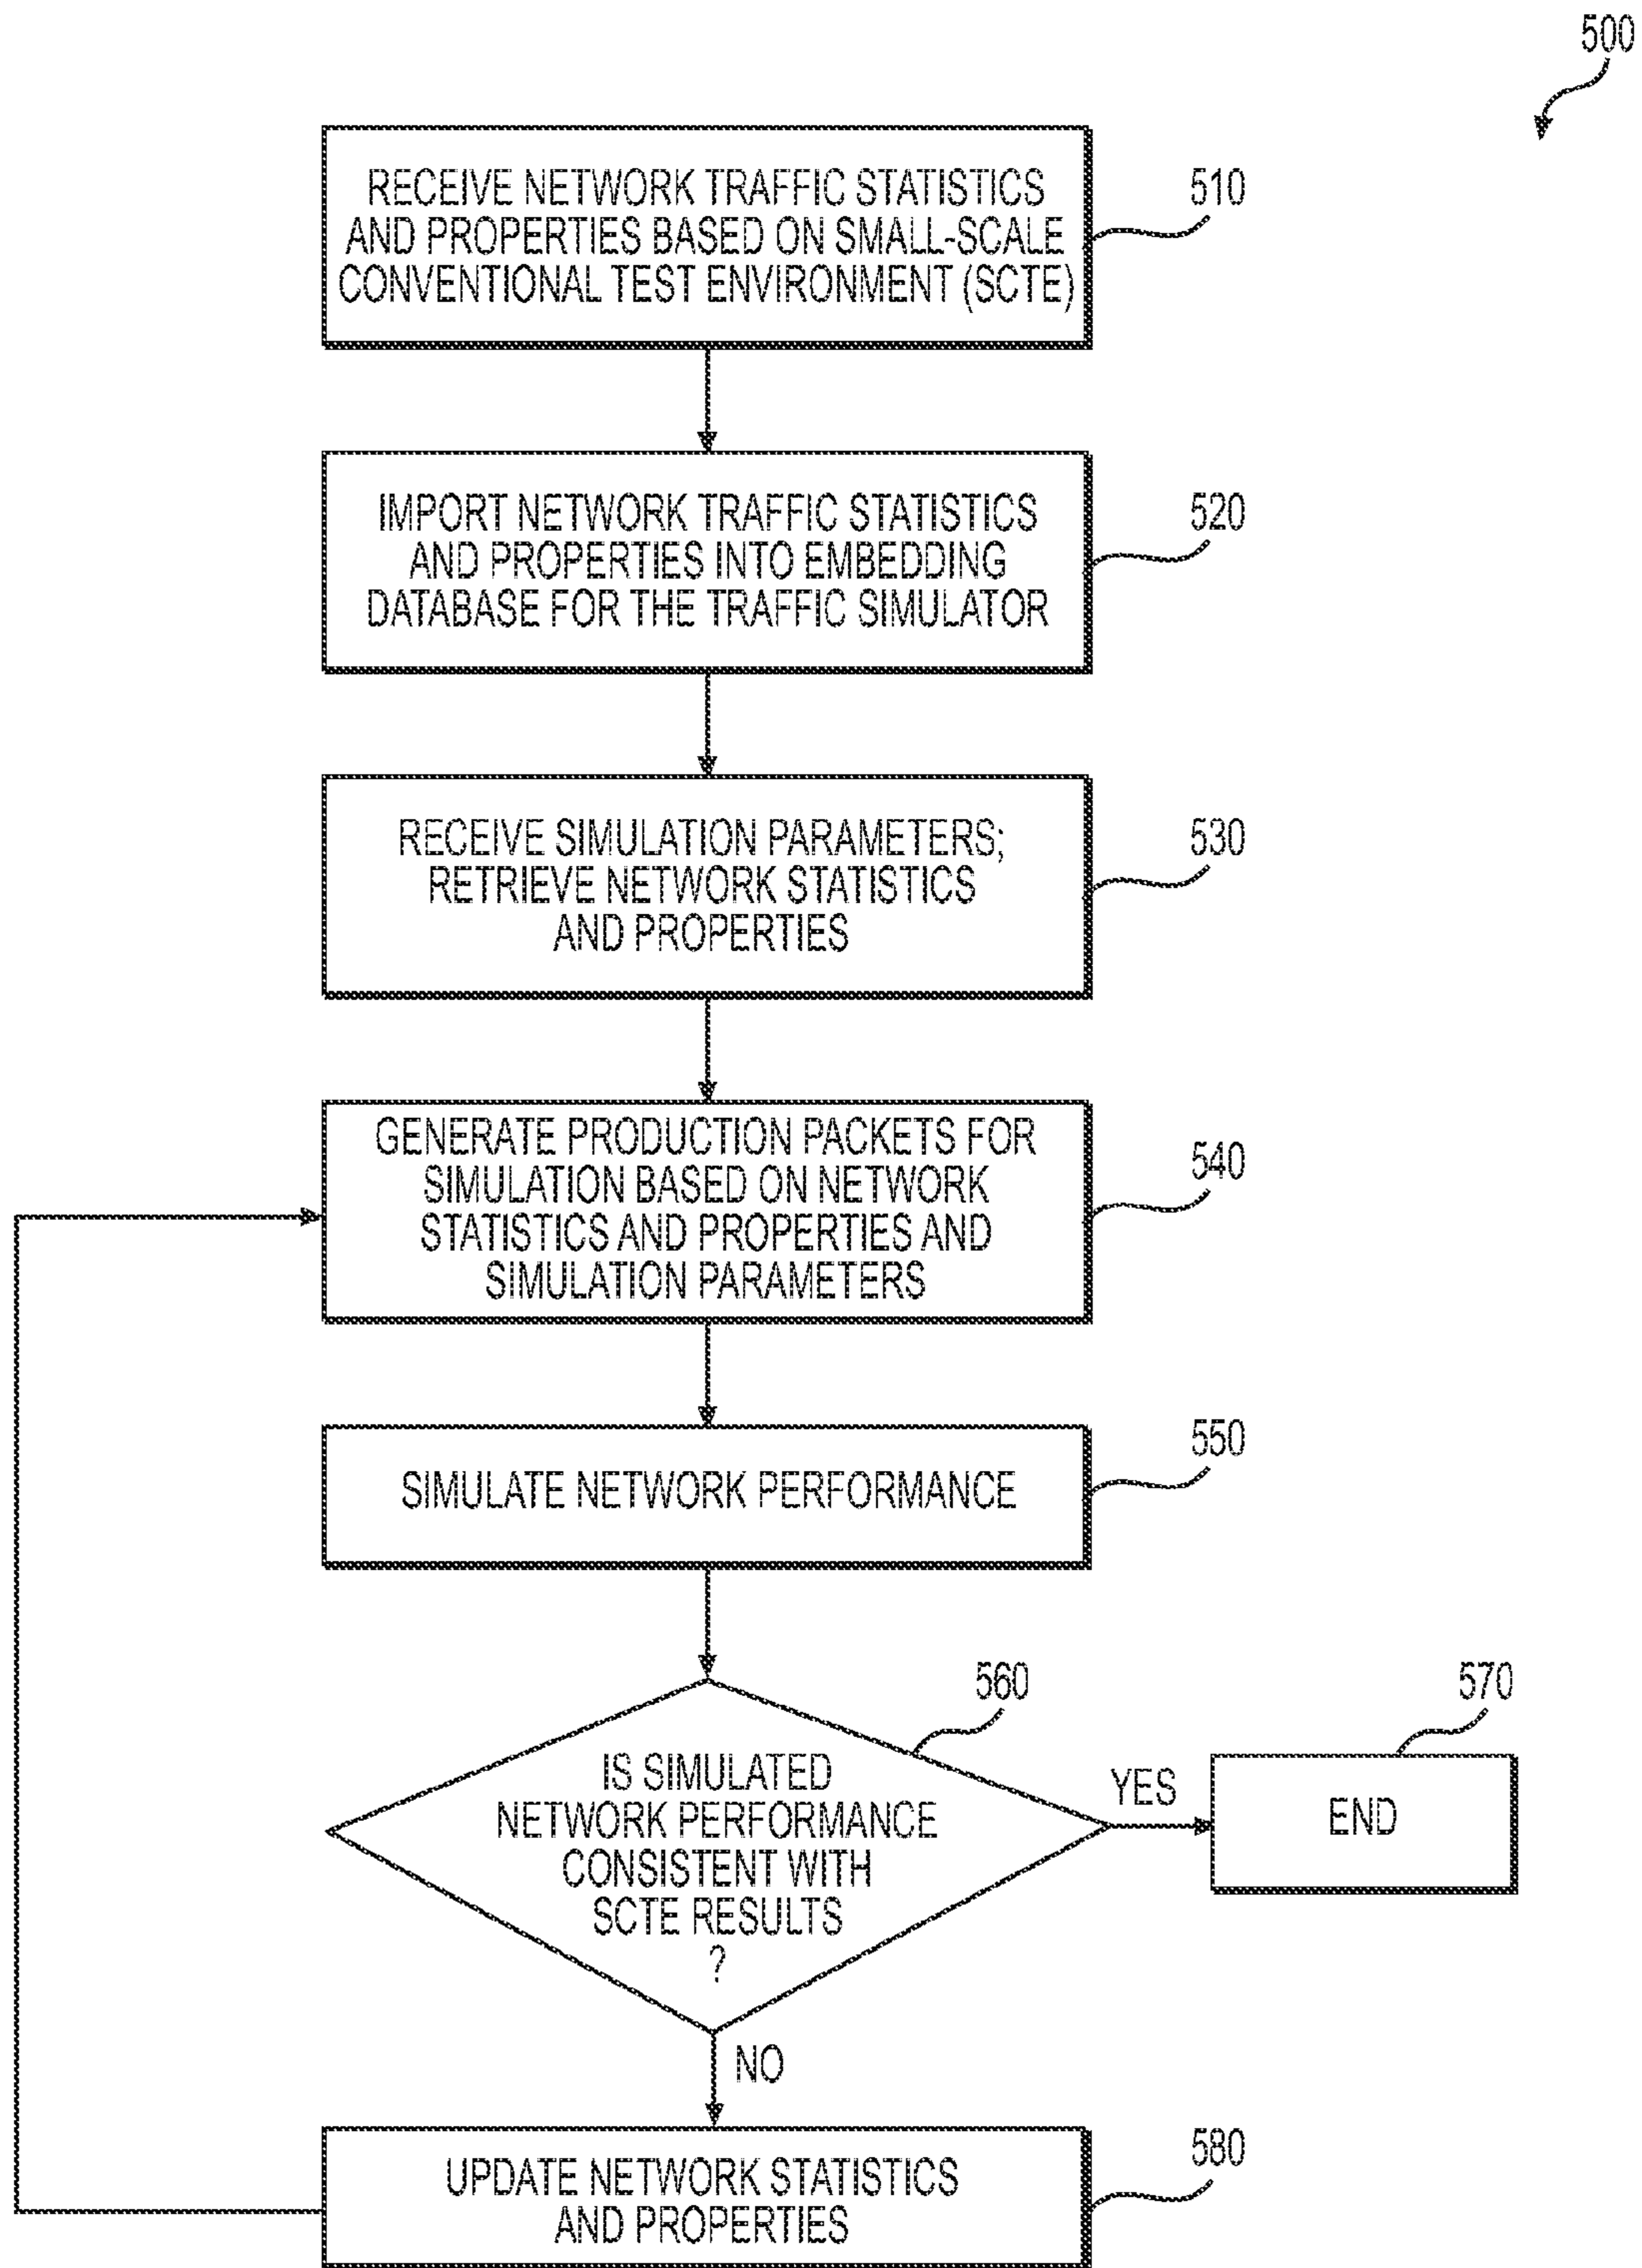 500
RECEIVE NETWORK TRAFFIC STATISTICS
AND PROPERTIES BASED ON SMALL-SCALE
CONVENTIONAL TEST ENVIRONMENT (SCTE)
510
IMPORT NETWORK TRAFFIC STATISTICS
AND PROPERTIES INTO EMBEDDING
DATABASE FOR THE TRAFFIC SIMULATOR
520
RECEIVE SIMULATION PARAMETERS;
RETRIEVE NETWORK STATISTICS
AND PROPERTIES
530
GENERATE PRODUCTION PACKETS FOR
SIMULATION BASED ON NETWORK
STATISTICS AND PROPERTIES AND
SIMULATION PARAMETERS
540
SIMULATE NETWORK PERFORMANCE
550
IS SIMULATED
NETWORK PERFORMANCE
CONSISTENT WITH
SCTE RESULTS
?
560
YES
END
570
NO
UPDATE NETWORK STATISTICS
AND PROPERTIES
580